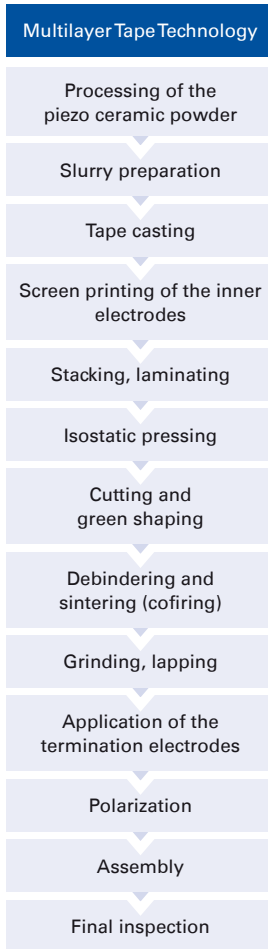 Multilayer Tape Technology
Processing of the
piezo ceramic powder
Slurry preparation
Tape casting
Screen printing of the inner
electrodes
Stacking, laminating
Isostatic pressing
Cutting and
green shaping
Debindering and
sintering (cofiring)
Grinding, lapping
Application of the
termination electrodes
Polarization
Assembly
Final inspection